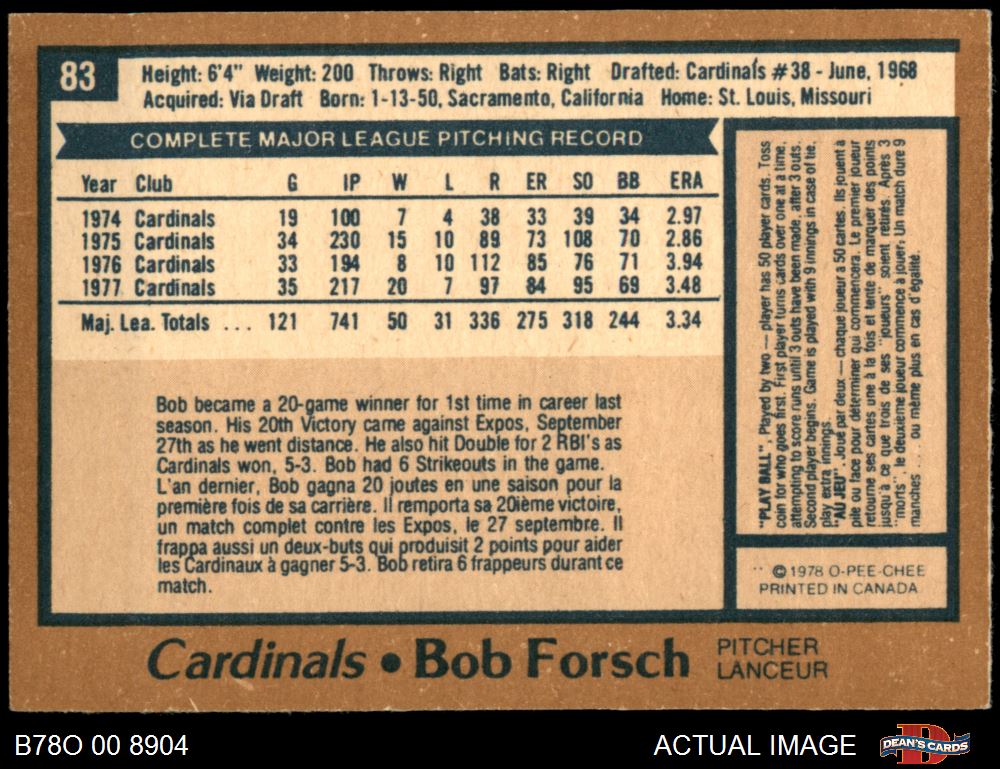 83
Height: 6'4" Weight: 200 Throws: Right Bats: Right Drafted: Cardinals #38 - June, 1968
Acquired: Via Draft Born: 1-13-50, Sacramento, California Home: St. Louis, Missouri
COMPLETE MAJOR LEAGUE PITCHING RECORD
Year Club G IP W L R ER SO BB ERA
1974 Cardinals 19 100 7 4 38 33 39 34 2.97
1975 Cardinals 34 230 15 10 89 73 108 70 2.86
1976 Cardinals 33 194 8 10 112 85 76 71 3.94
1977 Cardinals 35 217 20 7 97 84 95 69 3.48
Maj. Lea. Totals ... 121 741 50 31 336 275 318 244 3.34
Bob became a 20-game winner for 1st time in career last
season. His 20th Victory came against Expos, September
27th as he went distance. He also hit Double for 2 RBI's as
Cardinals won, 5-3. Bob had 6 Strikeouts in the game.
L'an dernier, Bob gagna 20 joutes en une saison pour la
première fois de sa carrière. Il remporta sa 20ième victoire,
un match complet contre les Expos, le 27 septembre. Il
frappa aussi un deux-buts qui produisit 2 points pour aider
les Cardinaux à gagner 5-3. Bob retira 6 frappeurs durant ce
match.
"PLAY BALL". Played by two — player has 50 player cards. Toss
coin for who goes first. First player turns cards over one at a time,
attempting to score runs until 3 outs have been made, after 3 outs.
Second player begins. Game is played with 9 innings in case of tie,
play extra innings.
"AU JEU". Joué par deux — chaque joueur a 50 cartes. Ils jouent à
pile ou face pour déterminer qui commencera. Le premier joueur
retourne ses cartes une à la fois et tente de marquer des points
jusqu'à ce que trois de ses "joueurs" soient retirés. Après 3
"morts", le deuxième joueur commence à jouer. Un match dure 9
manches .... ou même plus en cas d'égalité.
© 1978 O-PEE-CHEE
PRINTED IN CANADA
Cardinals • Bob Forsch PITCHER
LANCEUR
B78O 00 8904
ACTUAL IMAGE
D
DEAN'S CARDS